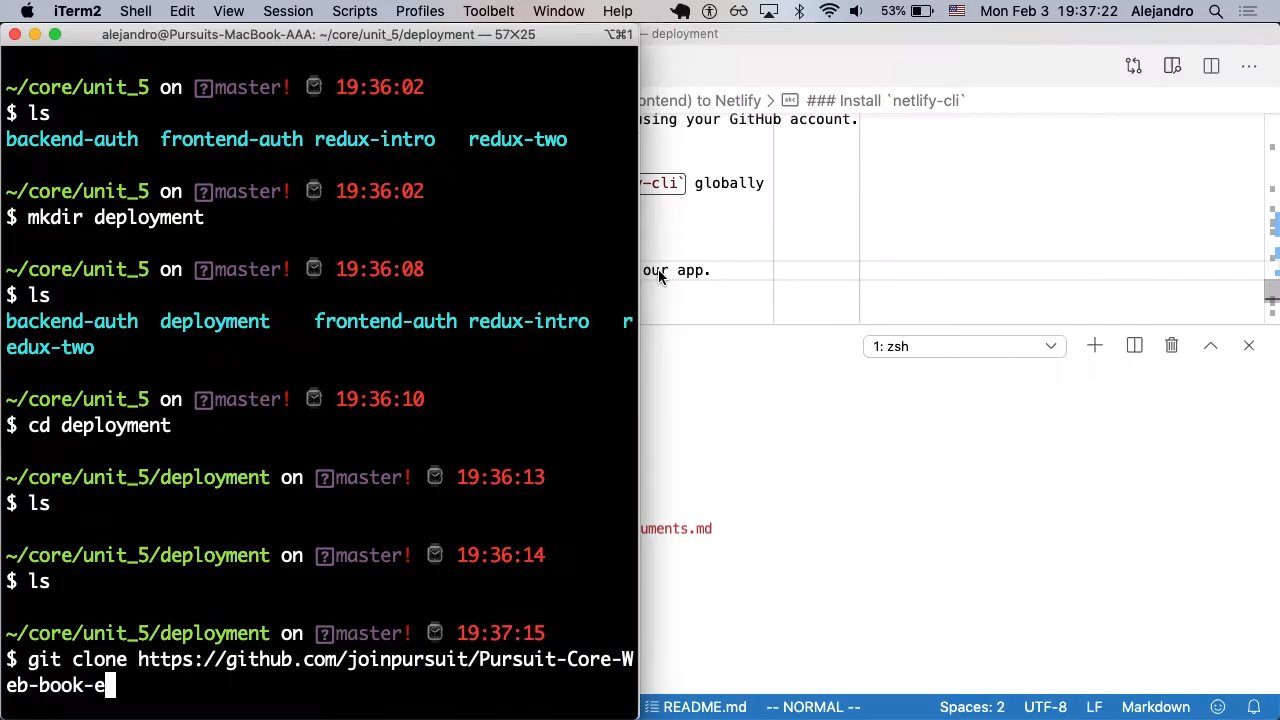 iTerm2 Shell Edit View Session Scripts Profiles Toolbelt Window Help 53% Mon Feb 3 19:37:22 Alejandro
alejandro@Pursuits-MacBook-AAA: ~/core/unit_5/deployment — 57×25 ⌥⌘1
— deployment
~/core/unit_5 on ?master! 19:36:02
$ ls
backend-auth frontend-auth redux-intro redux-two
~/core/unit_5 on ?master! 19:36:02
$ mkdir deployment
~/core/unit_5 on ?master! 19:36:08
$ ls
backend-auth deployment frontend-auth redux-intro r
edux-two
~/core/unit_5 on ?master! 19:36:10
$ cd deployment
~/core/unit_5/deployment on ?master! 19:36:13
$ ls
~/core/unit_5/deployment on ?master! 19:36:14
$ ls
~/core/unit_5/deployment on ?master! 19:37:15
$ git clone https://github.com/joinpursuit/Pursuit-Core-W
eb-book-e
ontend) to Netlify > abc ### Install `netlify-cli`
sing your GitHub account.
-cli` globally
our app.
1: zsh
uments.md
README.md -- NORMAL -- Spaces: 2 UTF-8 LF Markdown